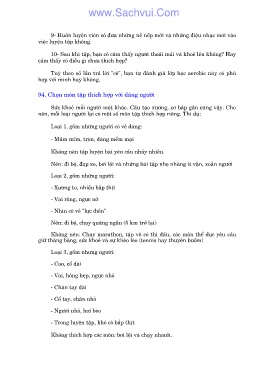 www.SachVui.Com
9- Huấn luyện viên có đưa những số nốp mới và những điệu nhạc mới vào
việc luyện tập không.
10- Sau khi tập, bạn có cảm thấy người thoải mái và khoẻ lên không? Hay
cảm thấy có điều gì chưa thích hợp?
Tuỳ theo số lần trả lời "có", bạn tự đánh giá lớp học aerobic này có phù
hợp với mình hay không.
94. Chọn môn tập thích hợp với dáng người
Sức khoẻ mỗi người một khác. Cấu tạo xương, cơ bắp gân cũng vậy. Cho
nên, mỗi loại người lại có một số môn tập thích hợp riêng. Thí dụ:
Loại 1, gồm những người có vẻ dáng:
- Mũm mĩm, tròn, dáng mềm mại
Không nên tập luyện bài yêu cầu nhảy nhiều.
Nên: đi bộ, đạp xe, bơi lội và những bài tập nhẹ nhàng ít vặn, xoắn người
Loại 2, gồm những người:
- Xương to, nhiều bắp thịt
- Vai rộng, ngực nở
- Nhìn có vẻ "lực điền"
Nên: đi bộ, chạy quãng ngắn (5 km trở lại)
Không nên: Chạy marathon, tập võ có thi đấu, các môn thể dục yêu cầu
giữ thăng bằng, sức khoẻ và sự khéo léo (tennis hay thuyền buồm)
Loại 3, gồm những người:
- Cao, cổ dài
- Vai, hông hẹp, ngực nhỏ
- Chân tay dài
- Cổ tay, chân nhỏ
- Người nhỏ, hơi béo
- Trong luyện tập, khó có bắp thịt
Không thích hợp các môn: bơi lội và chạy nhanh.